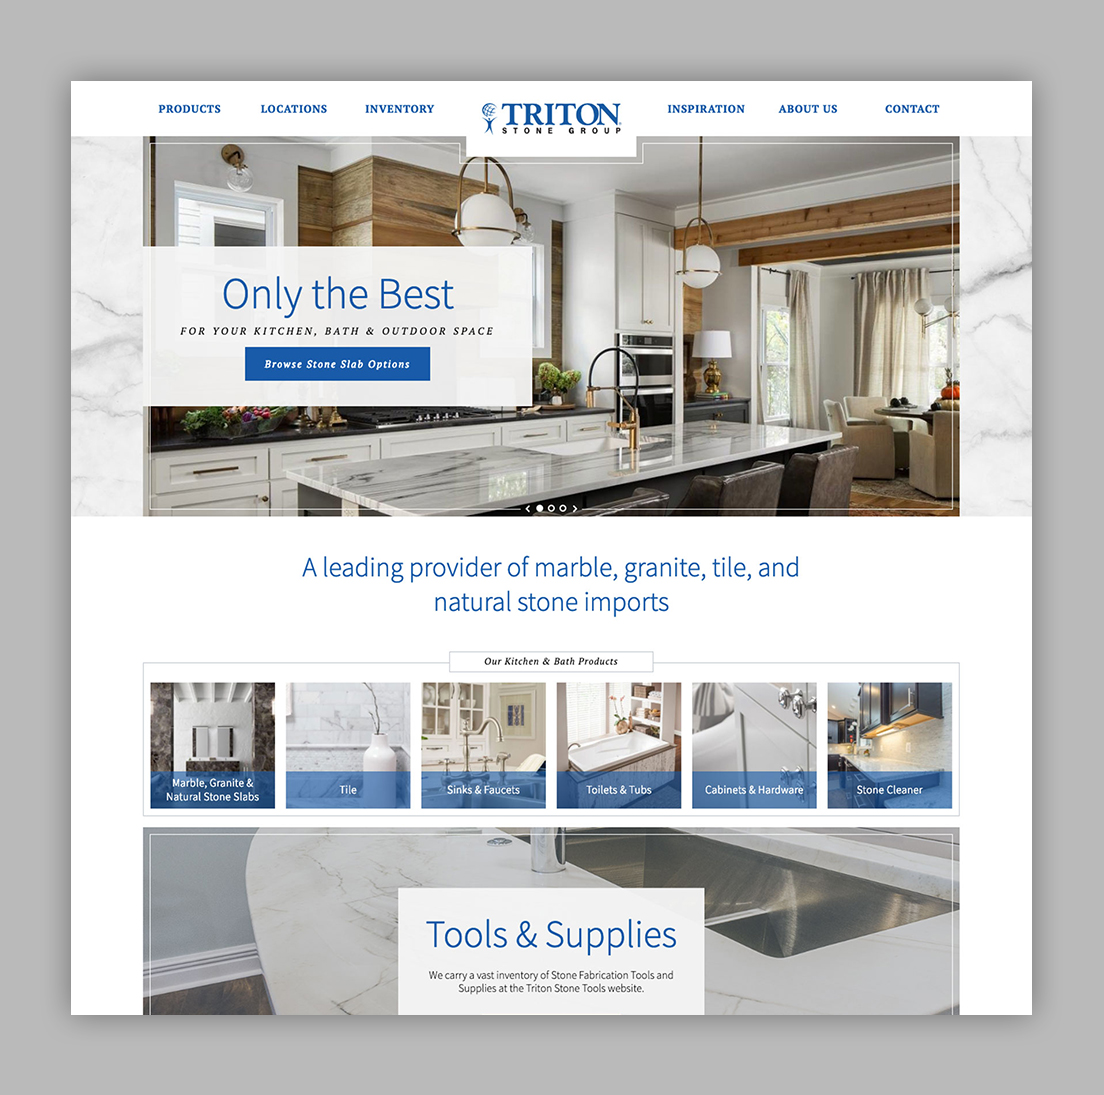 PRODUCTS
LOCATIONS
INVENTORY
TRITON
STONE GROUP
INSPIRATION
ABOUT US
CONTACT
Only the Best
FOR YOUR KITCHEN, BATH & OUTDOOR SPACE
Browse Stone Slab Options
A leading provider of marble, granite, tile, and
natural stone imports
Our Kitchen & Bath Products
Marble, Granite &
Natural Stone Slabs
Tile
Sinks & Faucets
Toilets & Tubs
Cabinets & Hardware
Stone Cleaner
Tools & Supplies
We carry a vast inventory of Stone Fabrication Tools and
Supplies at the Triton Stone Tools website.